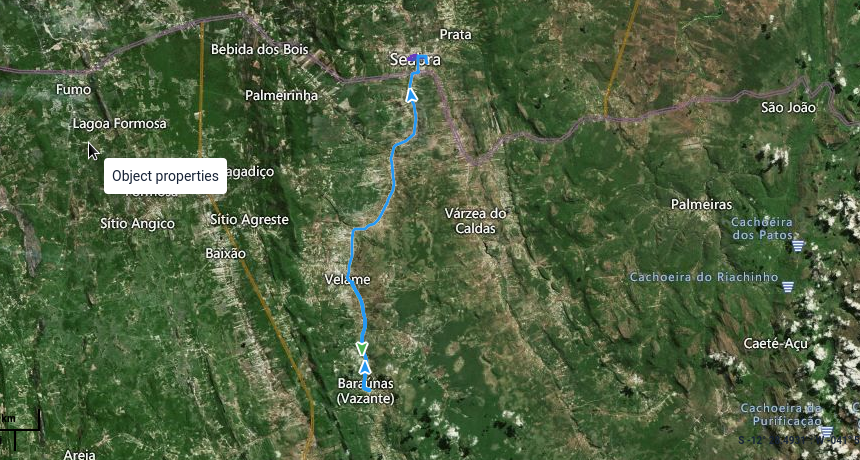 Prata
Bebida dos Bois
Seabra
Fumo
Palmeirinha
São João
Lagoa Formosa
Object properties
Palmeiras
Sítio Angico
Sítio Agreste
Várzea do
Caldas
Cachoeira
dos Patos
Baixão
Velame
Cachoeira do Riachinho
Caeté-Açu
Baraúnas
(Vazante)
Cachoeira da
Purificação
km
Areia